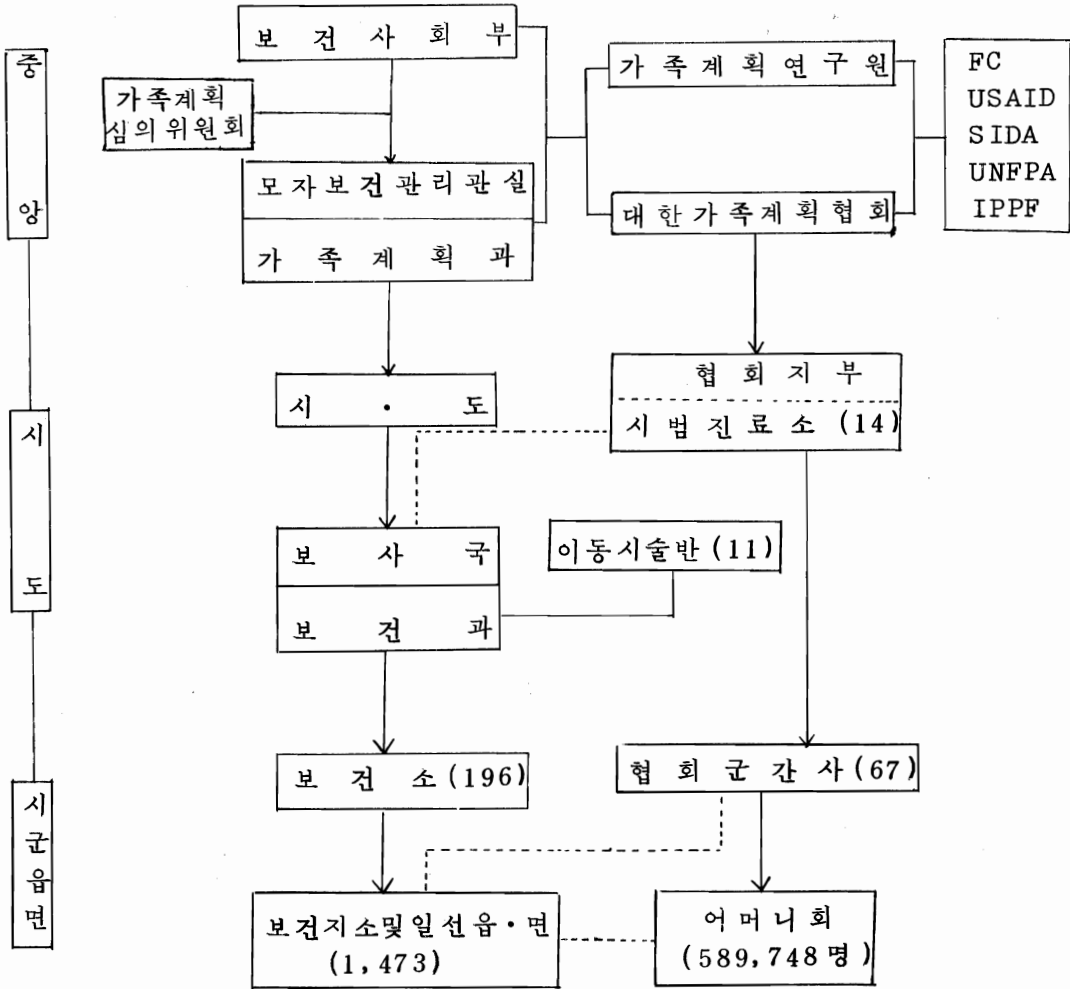 중앙
보건사회부
가족계획
심의위원회
모자보건관리관실
가족계획과
가족계획연구원
대한가족계획협회
FC
USAID
SIDA
UNFPA
IPPF
시도
시·도
협회지부
시범진료소 (14)
보사국
보건과
이동시술반 (11)
시군읍면
보건소 (196)
협회군간사 (67)
보건지소및일선읍·면
(1,473)
어머니회
(589,748명)